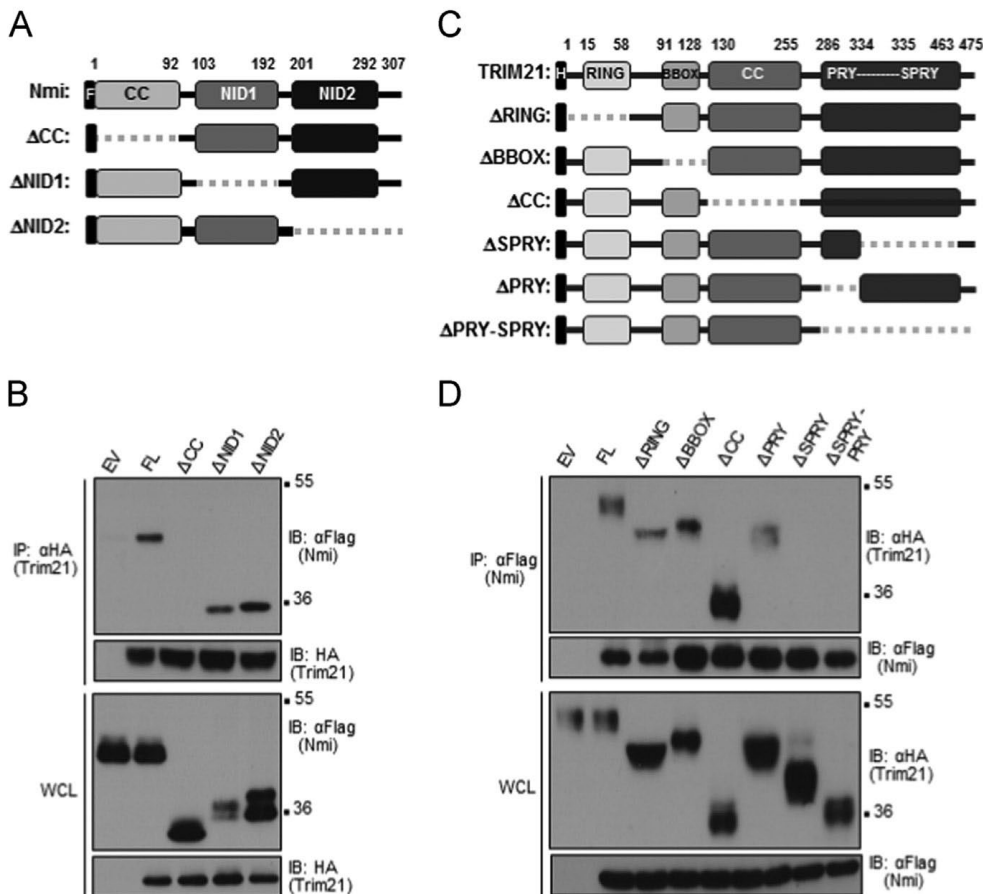 A
1 92 103 192 201 292 307
Nmi: F CC NID1 NID2
ΔCC:
ΔNID1:
ΔNID2:
B
EV FL ΔCC ΔNID1 ΔNID2
55
IP: αHA
(Trim21)
IB: αFlag
(Nmi)
36
IB: HA
(Trim21)
55
IB: αFlag
(Nmi)
WCL
36
IB: HA
(Trim21)
C
1 15 58 91 128 130 255 286 334 335 463 475
TRIM21: H RING BBOX CC PRY---------SPRY
ΔRING:
ΔBBOX:
ΔCC:
ΔSPRY:
ΔPRY:
ΔPRY-SPRY:
D
EV FL ΔRING ΔBBOX ΔCC ΔPRY ΔSPRY ΔSPRY-
PRY
55
IP: αFlag
(Nmi)
IB: αHA
(Trim21)
36
IB: αFlag
(Nmi)
55
IB: αHA
(Trim21)
WCL
36
IB: αFlag
(Nmi)